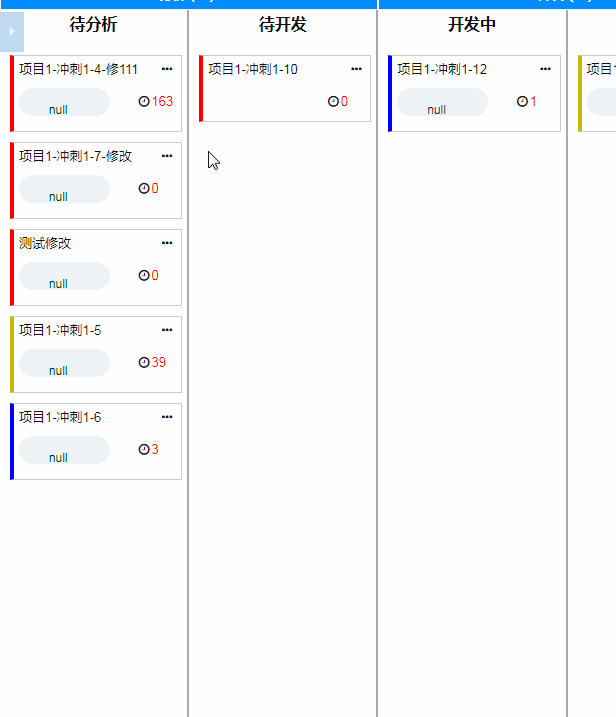 待分析
项目1-冲刺1-4-修111 •••
null 163
项目1-冲刺1-7-修改 •••
null 0
测试修改 •••
null 0
项目1-冲刺1-5 •••
null 39
项目1-冲刺1-6 •••
null 3
待开发
项目1-冲刺1-10 •••
0
开发中
项目1-冲刺1-12 •••
null 1
项目1